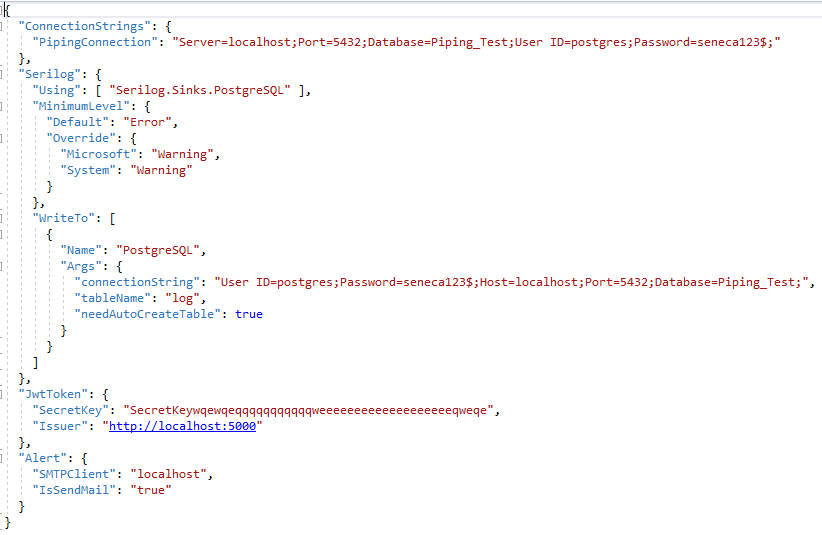 {
"ConnectionStrings": {
"PipingConnection": "Server=localhost;Port=5432;Database=Piping_Test;User ID=postgres;Password=seneca123$;"
},
"Serilog": {
"Using": [ "Serilog.Sinks.PostgreSQL" ],
"MinimumLevel": {
"Default": "Error",
"Override": {
"Microsoft": "Warning",
"System": "Warning"
}
},
"WriteTo": [
{
"Name": "PostgreSQL",
"Args": {
"connectionString": "User ID=postgres;Password=seneca123$;Host=localhost;Port=5432;Database=Piping_Test;",
"tableName": "log",
"needAutoCreateTable": true
}
}
]
},
"JwtToken": {
"SecretKey": "SecretKeywqewqeqqqqqqqqqqqweeeeeeeeeeeeeeeeeeeqweqe",
"Issuer": "http://localhost:5000"
},
"Alert": {
"SMTPClient": "localhost",
"IsSendMail": "true"
}
}